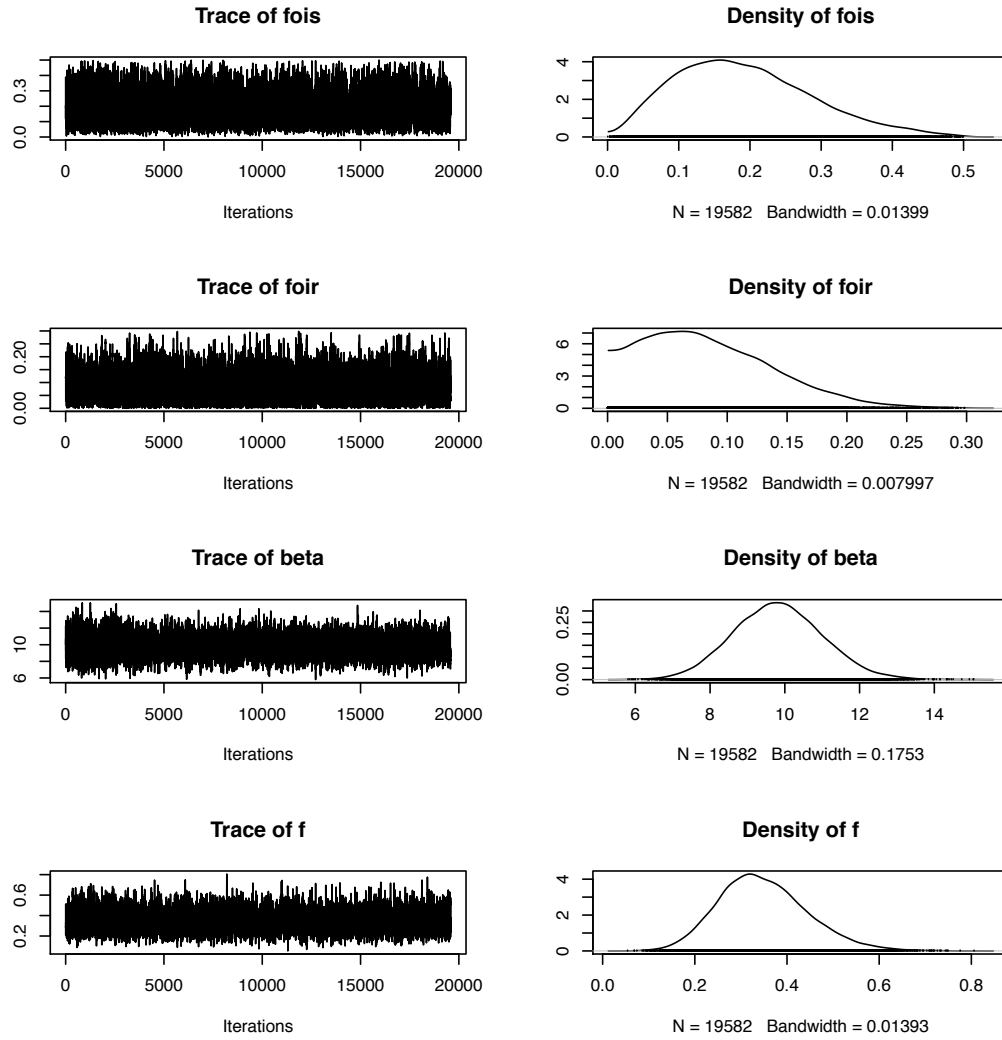 Trace of fois
Density of fois
0.0 0.3
0 5000 10000 15000 20000
Iterations
0 2 4
0.0 0.1 0.2 0.3 0.4 0.5
N = 19582 Bandwidth = 0.01399
Trace of foir
Density of foir
0.00 0.20
0 5000 10000 15000 20000
Iterations
0 3 6
0.00 0.05 0.10 0.15 0.20 0.25 0.30
N = 19582 Bandwidth = 0.007997
Trace of beta
Density of beta
6 10
0 5000 10000 15000 20000
Iterations
0.00 0.25
6 8 10 12 14
N = 19582 Bandwidth = 0.1753
Trace of f
Density of f
0.2 0.6
0 5000 10000 15000 20000
Iterations
0 2 4
0.0 0.2 0.4 0.6 0.8
N = 19582 Bandwidth = 0.01393